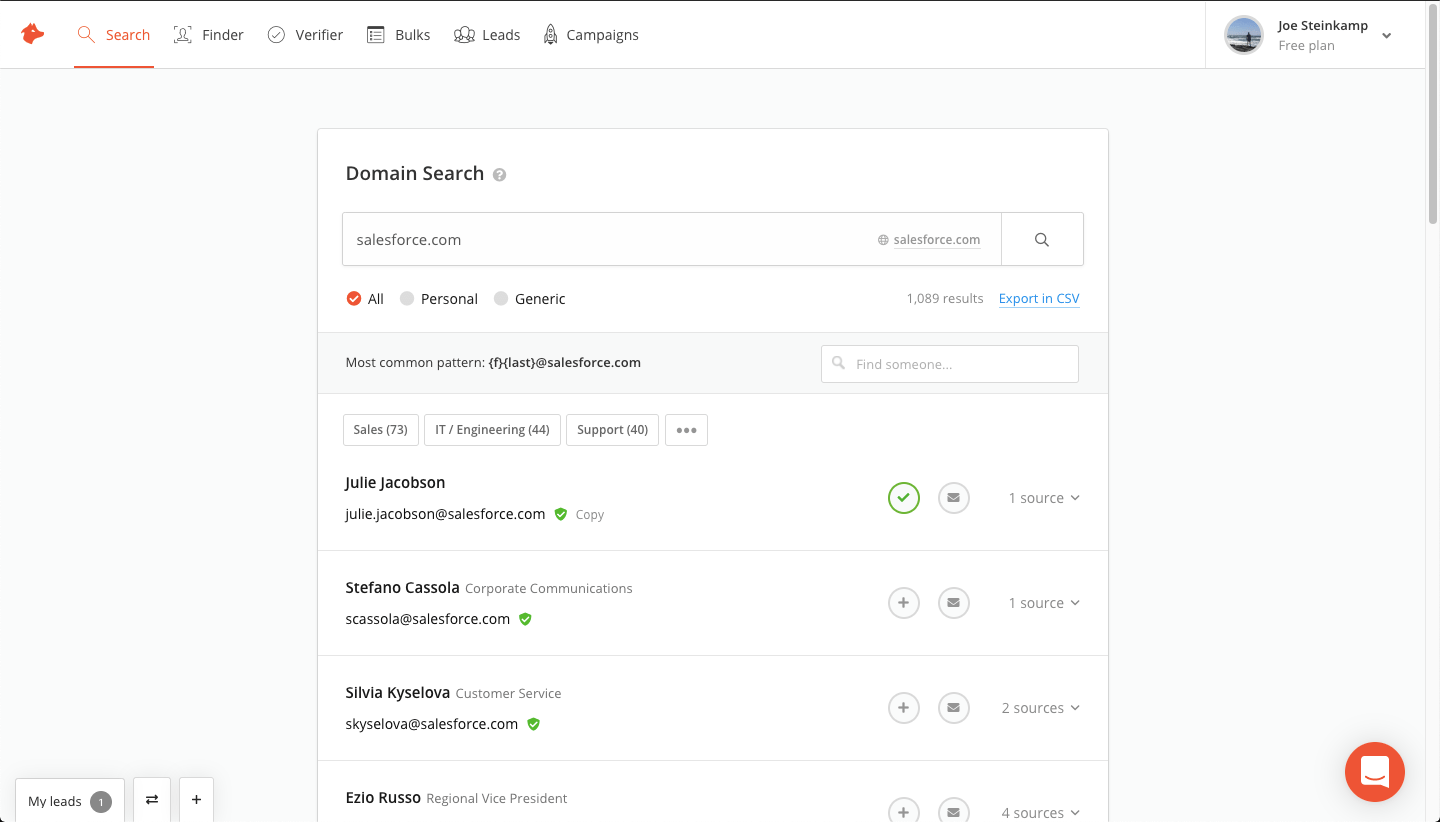 Search Finder Verifier Bulks Leads Campaigns
Joe Steinkamp
Free plan
Domain Search ?
salesforce.com salesforce.com
All Personal Generic 1,089 results Export in CSV
Most common pattern: {f}{last}@salesforce.com Find someone...
Sales (73) IT / Engineering (44) Support (40)
Julie Jacobson
1 source
julie.jacobson@salesforce.com Copy
Stefano Cassola Corporate Communications
1 source
scassola@salesforce.com
Silvia Kyselova Customer Service
2 sources
skyselova@salesforce.com
Ezio Russo Regional Vice President
4 sources
My leads 1